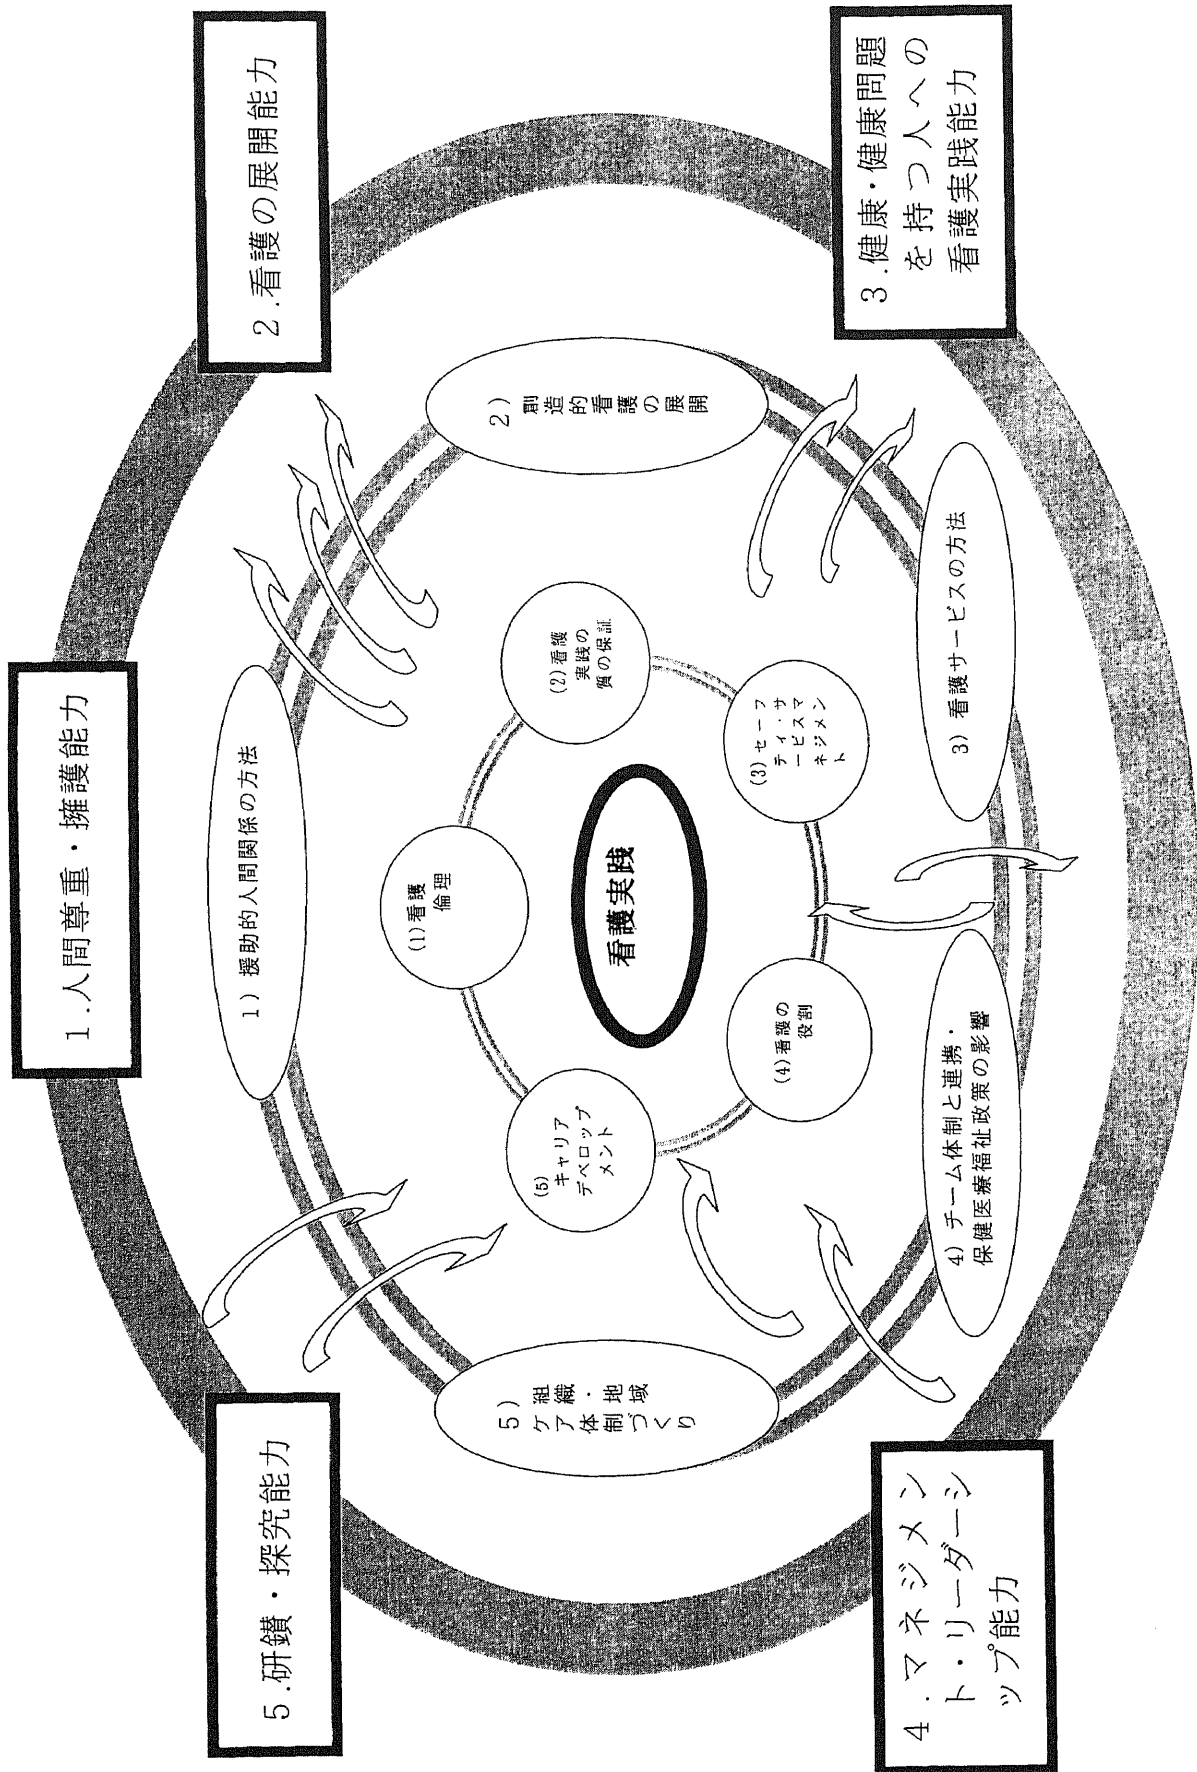 1.人間尊重・擁護能力
2.看護の展開能力
3.健康・健康問題
を持つ人への
看護実践能力
4.マネジメン
ト・リーダーシ
ップ能力
5.研鑚・探究能力
1) 援助的人間関係の方法
2)
創造的
看護の
展開
3) 看護サービスの方法
4) チーム体制と連携・
保健医療福祉政策の影響
5)
組織・地域
ケア体制づくり
(1)看護
倫理
(2)看護
実践の
質の保証
(3)セーフ
ティ・サ
ービスマ
ネジメン
ト
(4)看護の
役割
(5)
キャリア
デベロップ
メント
看護実践